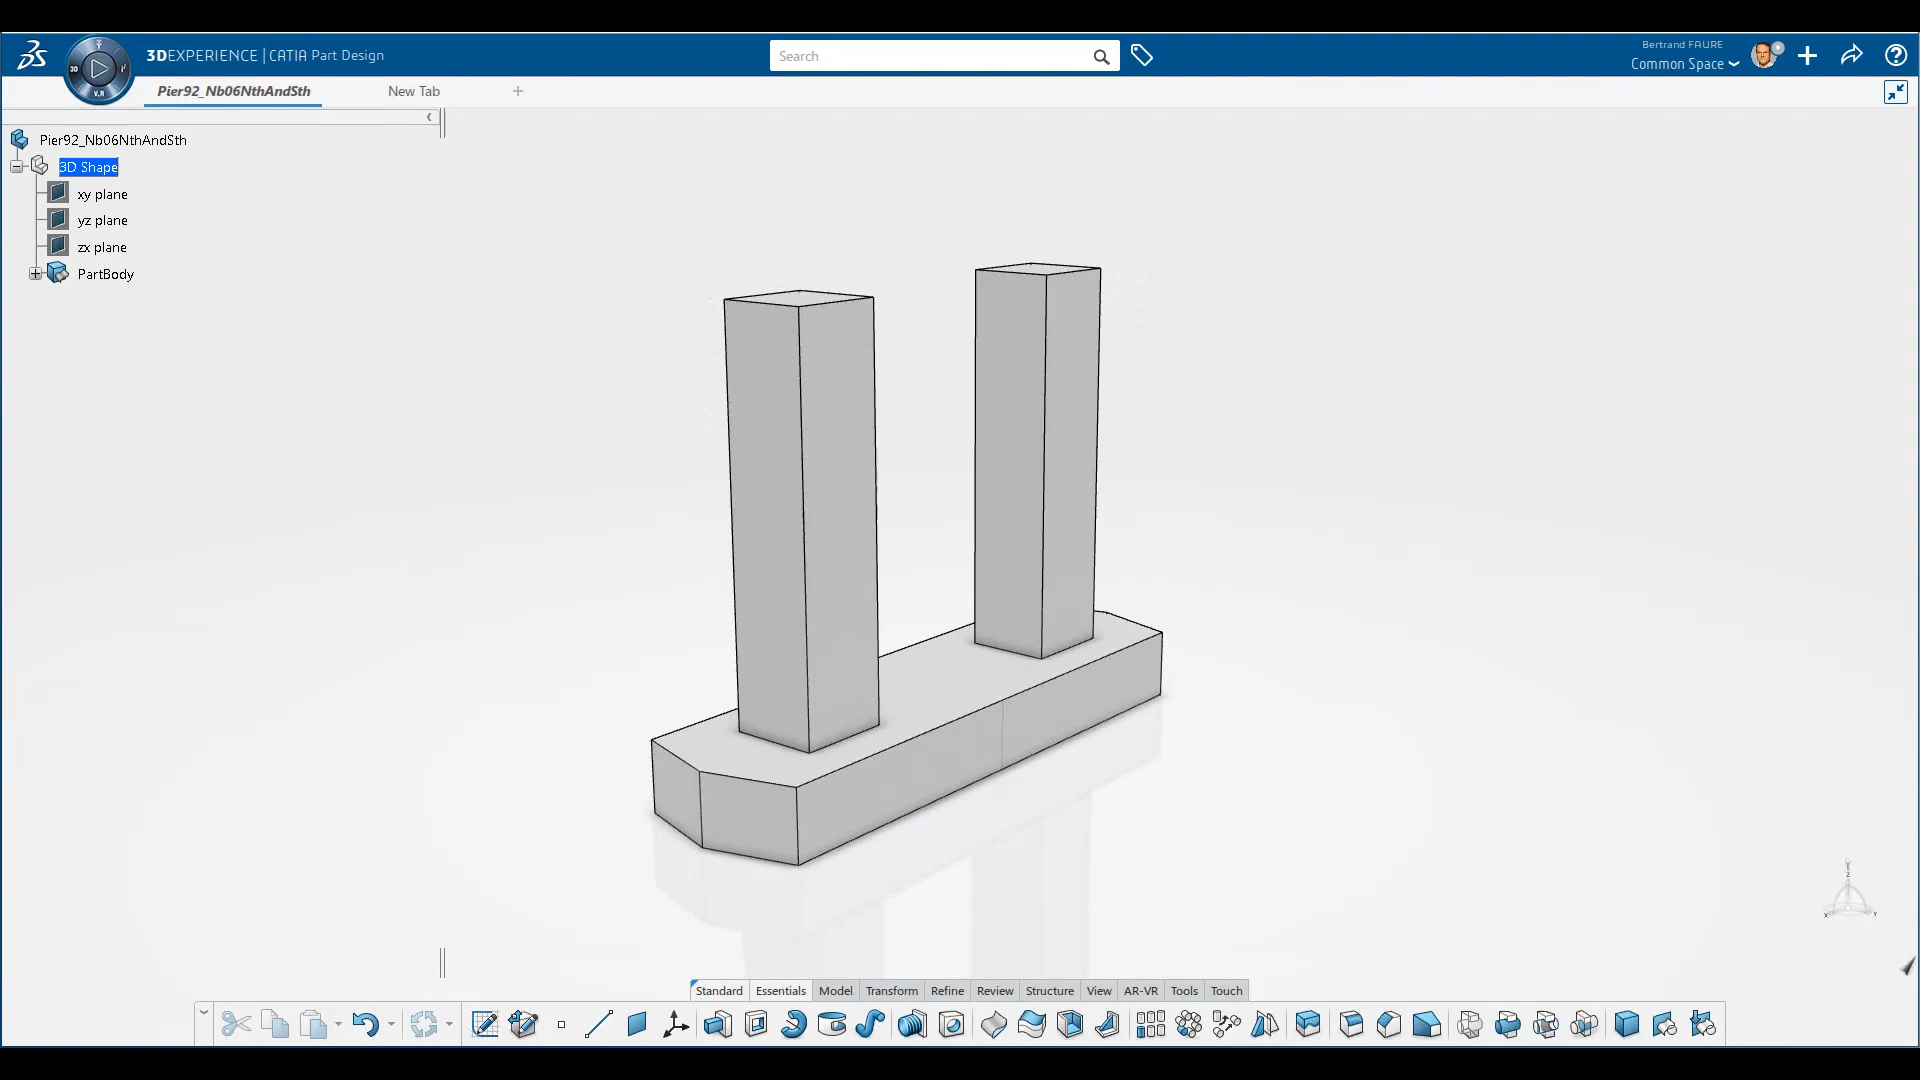 3DEXPERIENCE | CATIA Part Design
Search
Bertrand FAURE
Common Space
3D
V.R
Pier92_Nb06NthAndSth
New Tab
Pier92_Nb06NthAndSth
3D Shape
xy plane
yz plane
zx plane
PartBody
z
x
Y
Standard
Essentials
Model
Transform
Refine
Review
Structure
View
AR-VR
Tools
Touch